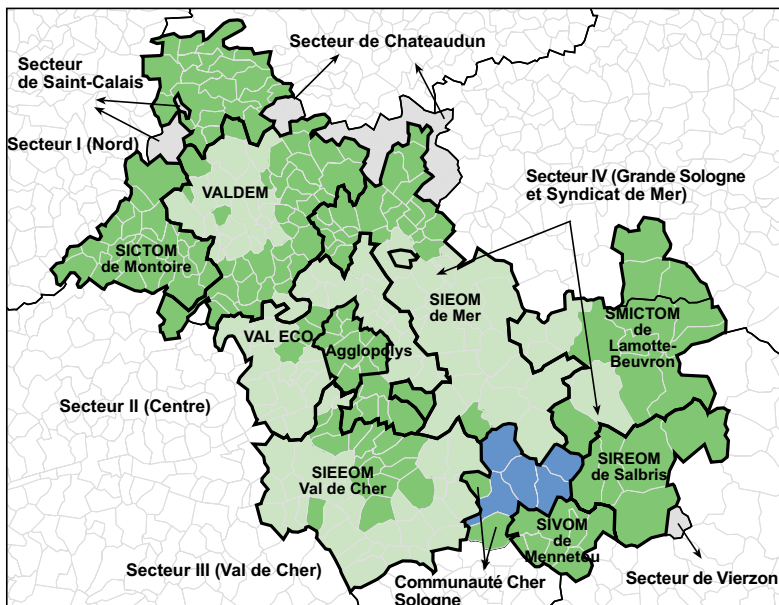 Secteur de Chateaudun
Secteur
de Saint-Calais
Secteur I (Nord)
VALDEM
Secteur IV (Grande Sologne
et Syndicat de Mer)
SICTOM
de Montoire
SIEOM
de Mer
SMICTOM
de
Lamotte-
Beuvron
VAL ECO
Agglopolys
Secteur II (Centre)
SIEEOM
Val de Cher
SIREOM
de Salbris
SIVOM
de
Mennetou
Secteur III (Val de Cher)
Communauté Cher
Sologne
Secteur de Vierzon